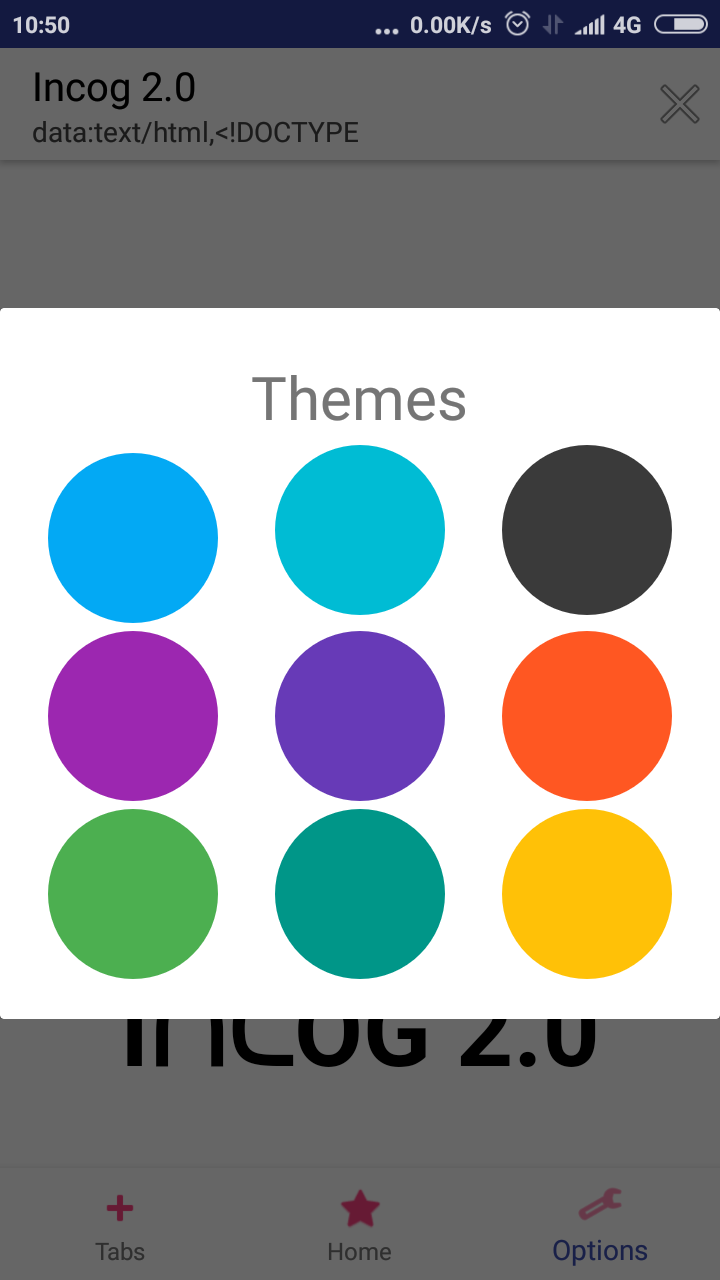 10:50 ... 0.00K/s 4G
Incog 2.0
data:text/html,<!DOCTYPE
Themes
Incog 2.0
Tabs Home Options